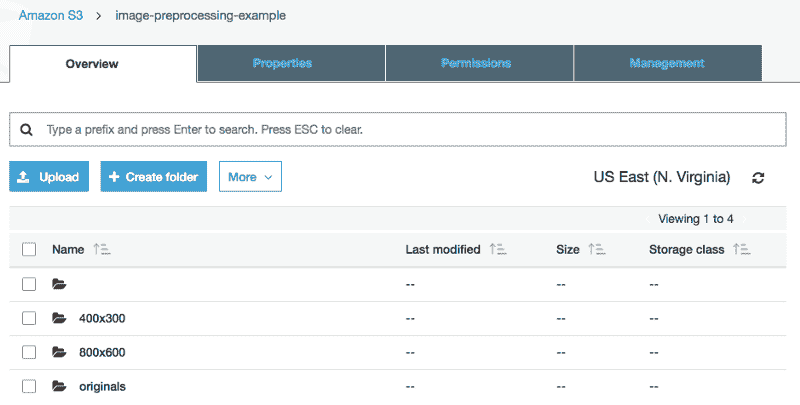 Amazon S3 > image-preprocessing-example
Overview Properties Permissions Management
Type a prefix and press Enter to search. Press ESC to clear.
Upload Create folder More US East (N. Virginia)
Viewing 1 to 4
Name Last modified Size Storage class
-- -- --
400x300 -- -- --
800x600 -- -- --
originals -- -- --